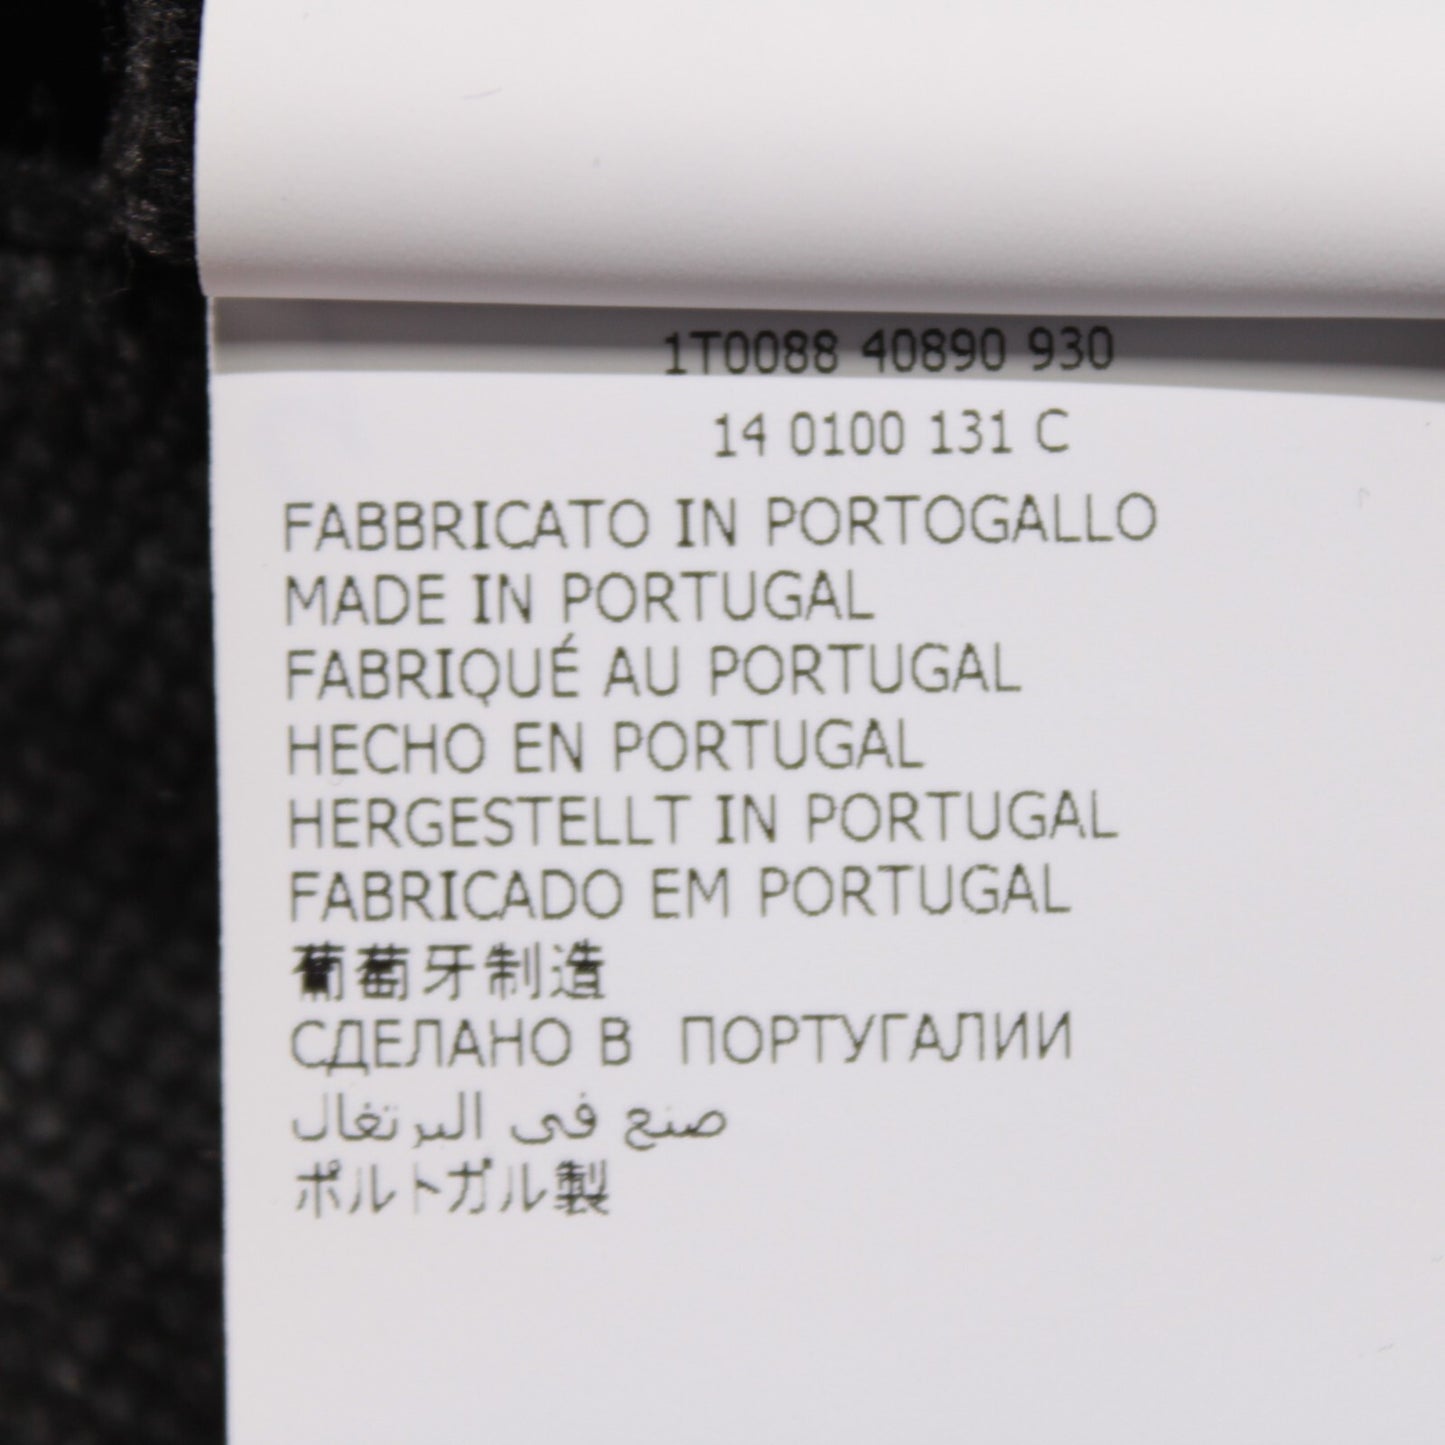 1T0088 40890 930
14 0100 131 C
FABBRICATO IN PORTOGALLO
MADE IN PORTUGAL
FABRIQUÉ AU PORTUGAL
HECHO EN PORTUGAL
HERGESTELLT IN PORTUGAL
FABRICADO EM PORTUGAL
葡萄牙制造
СДЕЛАНО В ПОРТУГАЛИИ
صنع فى البرتغال
ポルトガル製